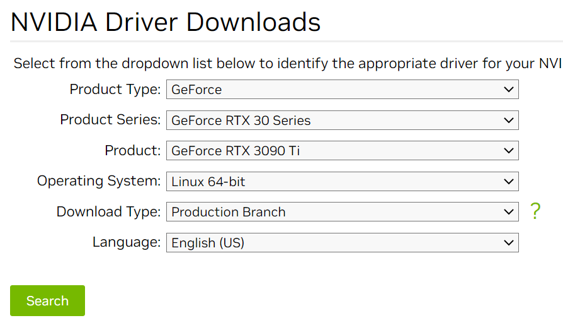 NVIDIA Driver Downloads
Select from the dropdown list below to identify the appropriate driver for your NVI
Product Type: GeForce
Product Series: GeForce RTX 30 Series
Product: GeForce RTX 3090 Ti
Operating System: Linux 64-bit
Download Type: Production Branch ?
Language: English (US)
Search